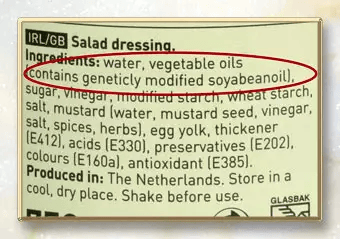 IRL/GB Salad dressing.
Ingredients: water, vegetable oils
(contains geneticly modified soyabeanoil),
sugar, vinegar, modified starch, wheat starch,
salt, mustard (water, mustard seed, vinegar,
salt, spices, herbs), egg yolk, thickener
(E412), acids (E330), preservatives (E202),
colours (E160a), antioxidant (E385).
Produced in: The Netherlands. Store in a
cool, dry place. Shake before use.
GLASBAK